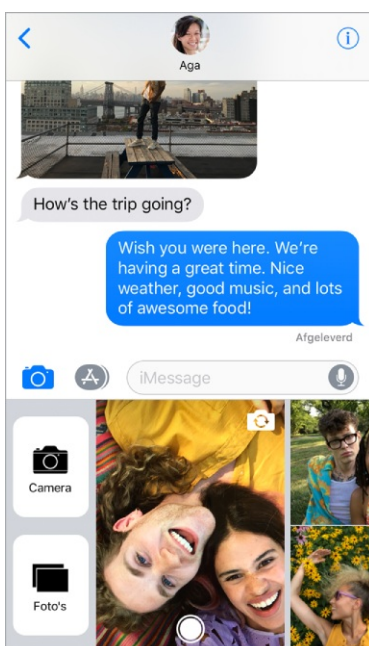 Aga
How's the trip going?
Wish you were here. We're
having a great time. Nice
weather, good music, and lots
of awesome food!
Afgeleverd
iMessage
Camera
Foto's